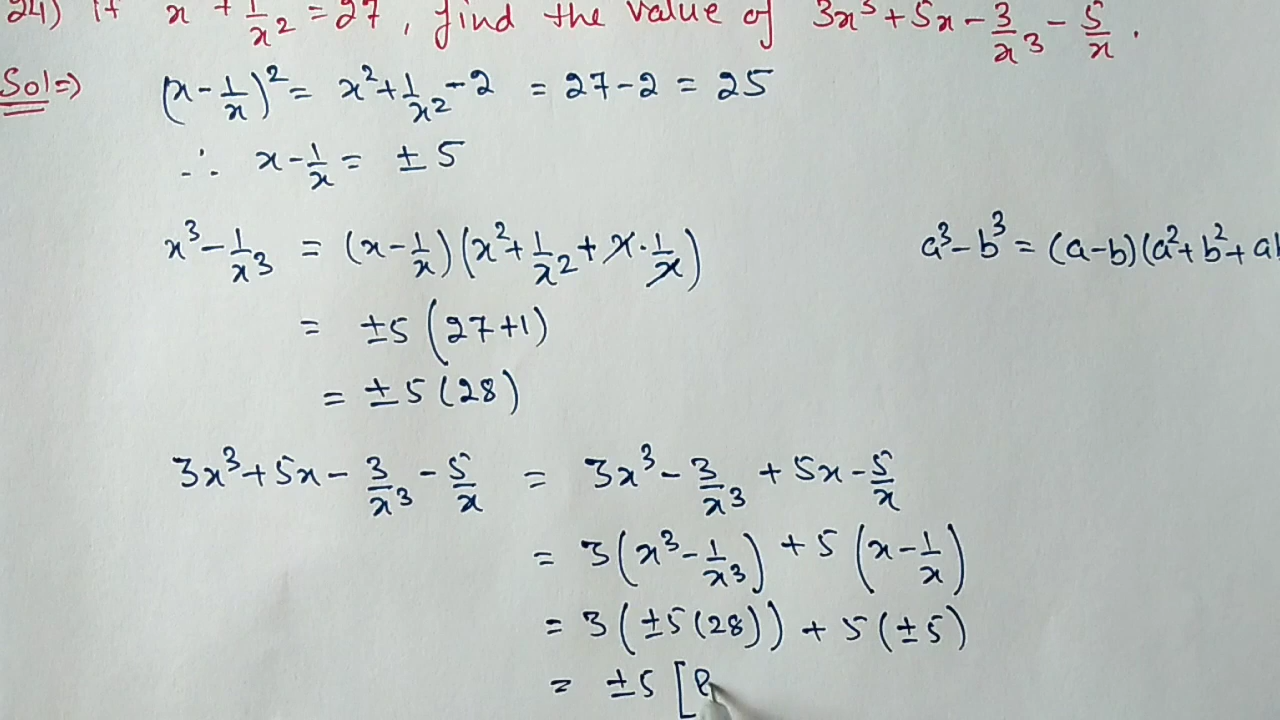 24) If x² + 1/x² = 27, find the value of 3x³ + 5x - 3/x³ - 5/x.
Sol ⇒ (x - 1/x)² = x² + 1/x² - 2 = 27 - 2 = 25
∴ x - 1/x = ± 5
x³ - 1/x³ = (x - 1/x)(x² + 1/x² + x · 1/x) a³ - b³ = (a-b)(a² + b² + ab
= ±5 (27+1)
= ±5 (28)
3x³ + 5x - 3/x³ - 5/x = 3x³ - 3/x³ + 5x - 5/x
= 3(x³ - 1/x³) + 5(x - 1/x)
= 3(±5(28)) + 5(±5)
= ±5 [